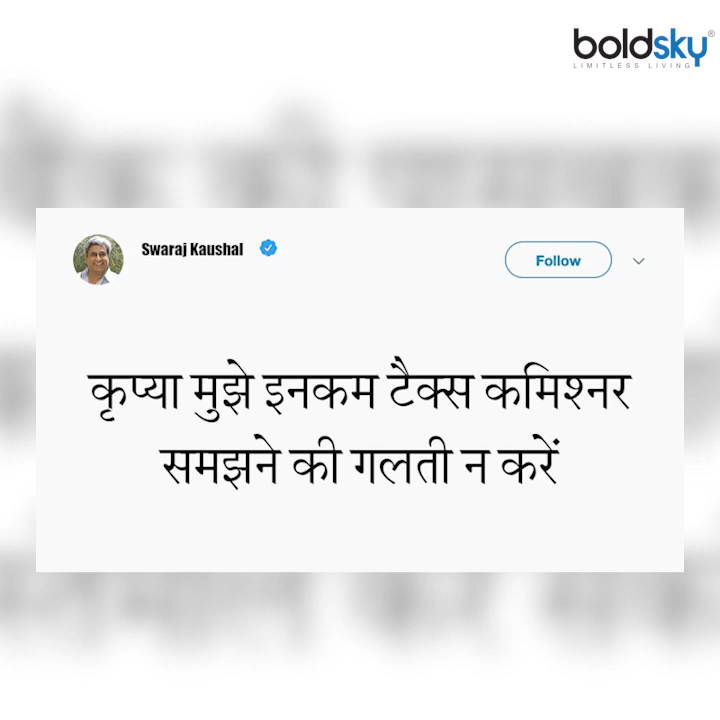 boldsky®
LIMITLESS LIVING
Swaraj Kaushal
Follow
कृप्या मुझे इनकम टैक्स कमिश्नर
समझने की गलती न करें